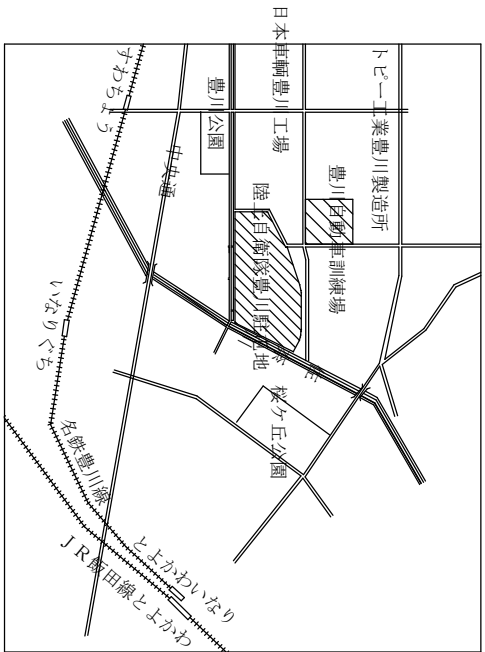 日本車輌豊川工場
トピー工業豊川製造所
豊川公園
豊川自動車訓練場
陸上自衛隊豊川駐屯地
中央通
すわちょう
いなりぐち
桜ケ丘公園
名鉄豊川線
とよかわいなり
JR飯田線とよかわ